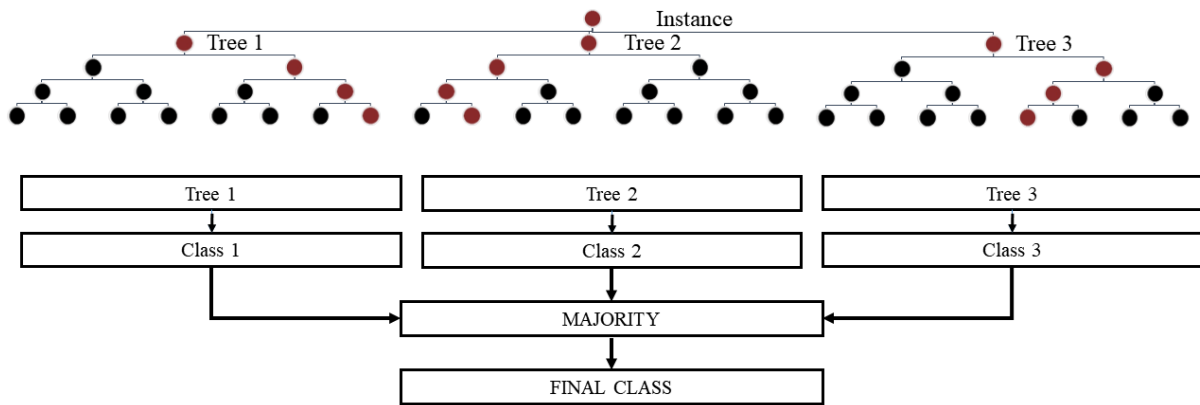 Instance
Tree 1
Tree 2
Tree 3
Tree 1
Tree 2
Tree 3
Class 1
Class 2
Class 3
MAJORITY
FINAL CLASS